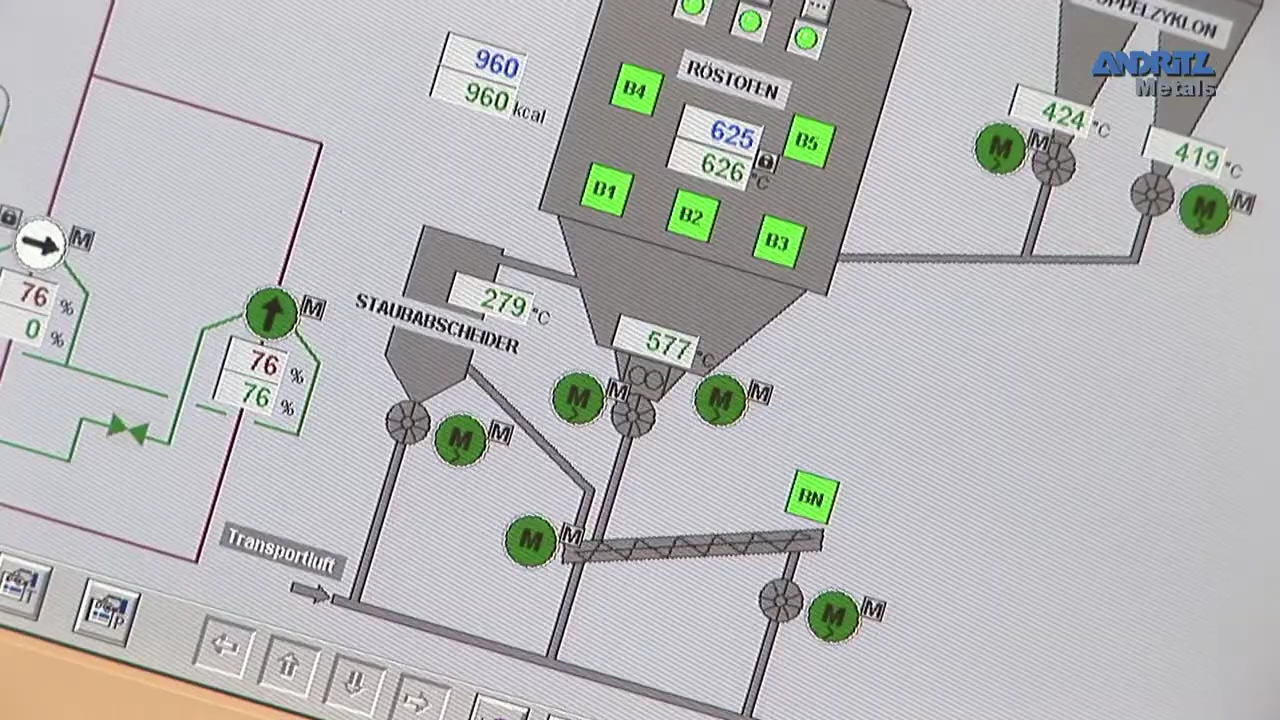 OPPELZYKLON
ANDRITZ
Metals
960
960 kcal
RÖSTOFEN
B4
625
626 °C
B5
B1
B2
B3
424 °C
M M
419 °C
M M
M
76 %
0 %
M
76 %
76 %
STAUBABSCHEIDER
279 °C
577 °C
M M
M M
M M
BN
M M
M M
Transportluft
T
P